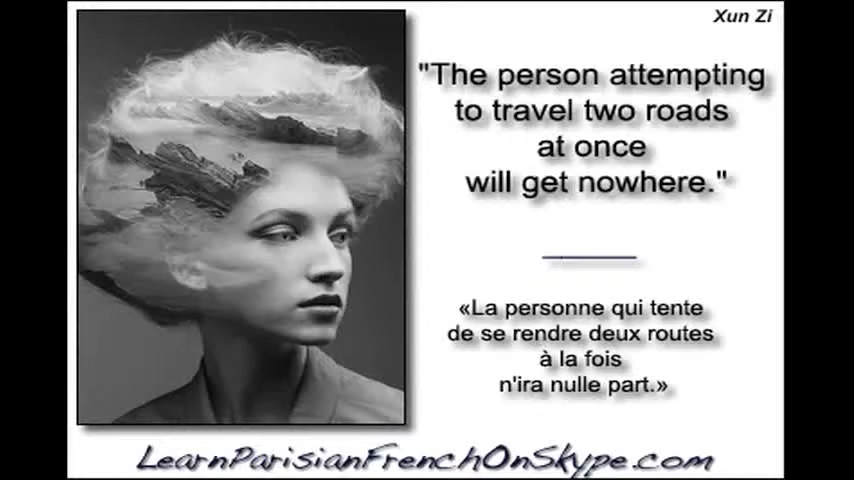 Xun Zi
"The person attempting
to travel two roads
at once
will get nowhere."
«La personne qui tente
de se rendre deux routes
à la fois
n'ira nulle part.»
LearnParisianFrenchOnSkype.com